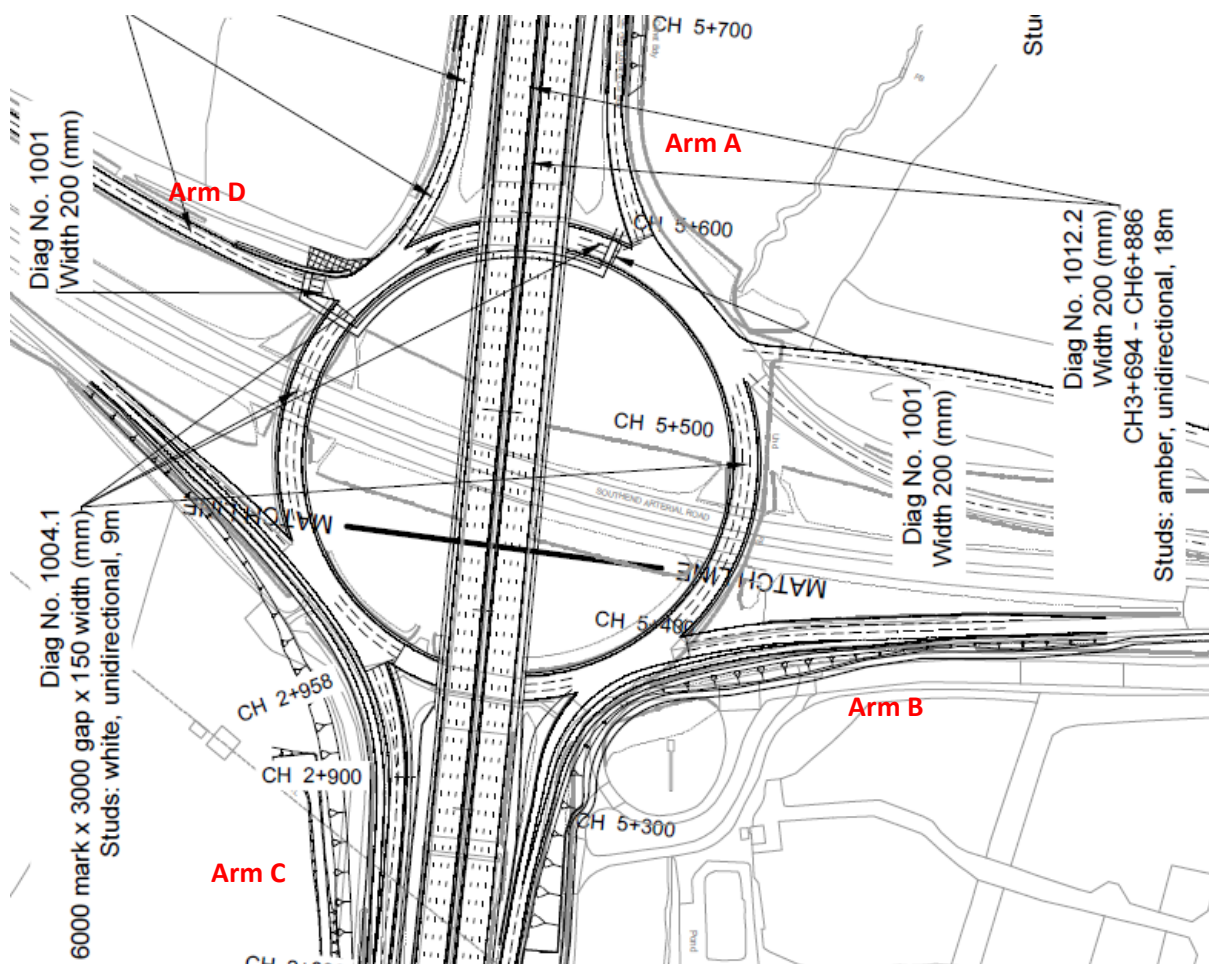 CH 5+700
Stu
Arm A
Arm D
Diag No. 1001
Width 200 (mm)
CH 5+600
Diag No. 1012.2
Width 200 (mm)
CH3+694 - CH6+886
Studs: amber, unidirectional, 18m
CH 5+500
Diag No. 1001
Width 200 (mm)
SOUTHEND ARTERIAL ROAD
MATCH LINE
MATCH LINE
Diag No. 1004.1
6000 mark x 3000 gap x 150 width (mm)
Studs: white, unidirectional, 9m
CH 5+400
CH 2+958
Arm B
CH 2+900
CH 5+300
Arm C
Pond